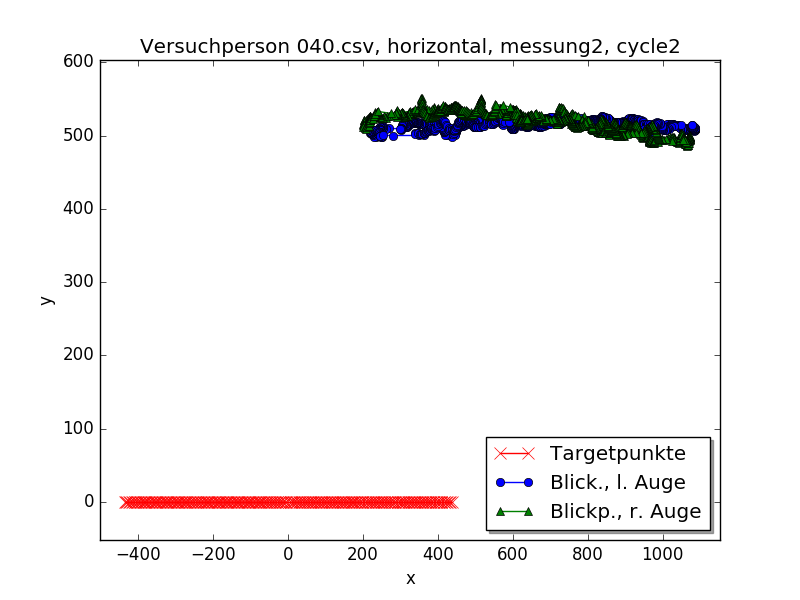 Versuchperson 040.csv, horizontal, messung2, cycle2
600
500
400
300
200
100
0
y
−400
−200
0
200
400
600
800
1000
x
Targetpunkte
Blick., l. Auge
Blickp., r. Auge